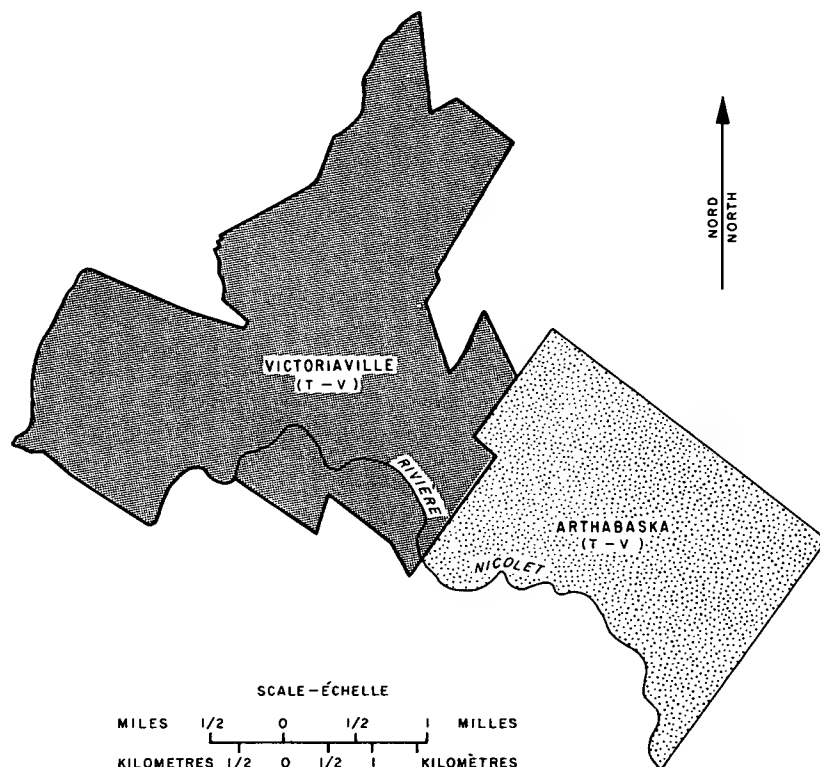 NORD
NORTH
VICTORIAVILLE
(T – V)
RIVIÈRE
ARTHABASKA
(T – V)
NICOLET
SCALE – ÉCHELLE
MILES 1/2 0 1/2 1 MILLES
KILOMETRES 1/2 0 1/2 1 KILOMÈTRES